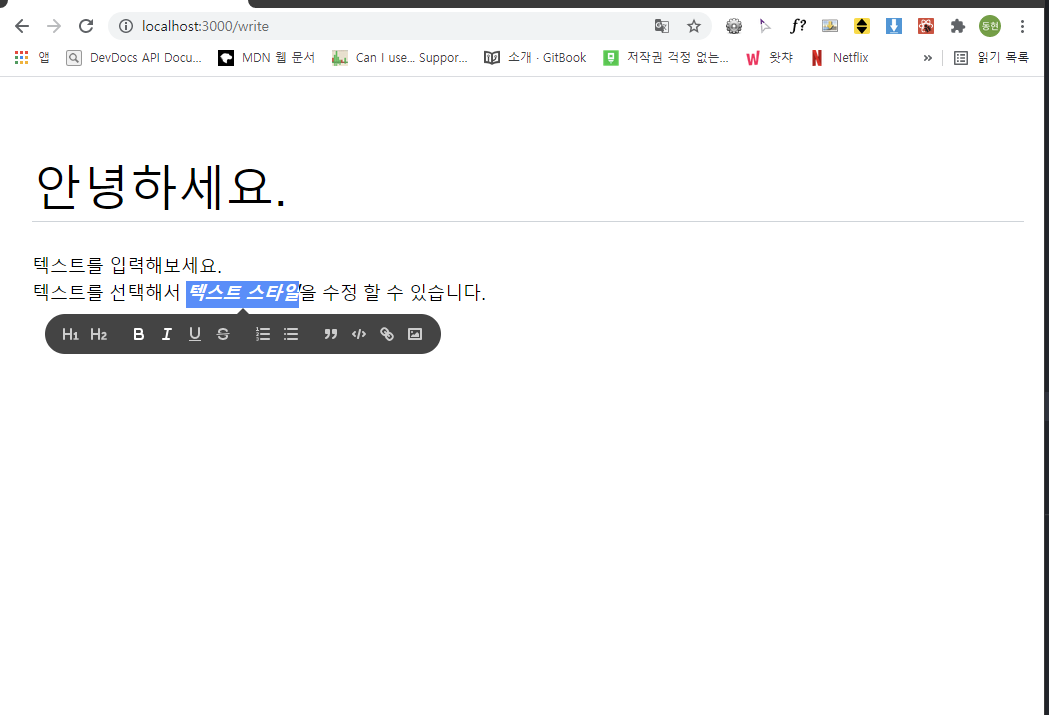 localhost:3000/write
동현
앱
DevDocs API Docu...
MDN 웹 문서
Can I use... Suppor...
소개 · GitBook
저작권 걱정 없는...
왓챠
Netflix
»
읽기 목록
안녕하세요.
텍스트를 입력해보세요.
텍스트를 선택해서 텍스트 스타일을 수정 할 수 있습니다.
H1 H2 B I U S